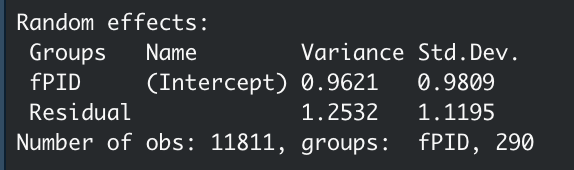 Random effects:
Groups Name Variance Std.Dev.
fPID (Intercept) 0.9621 0.9809
Residual 1.2532 1.1195
Number of obs: 11811, groups: fPID, 290